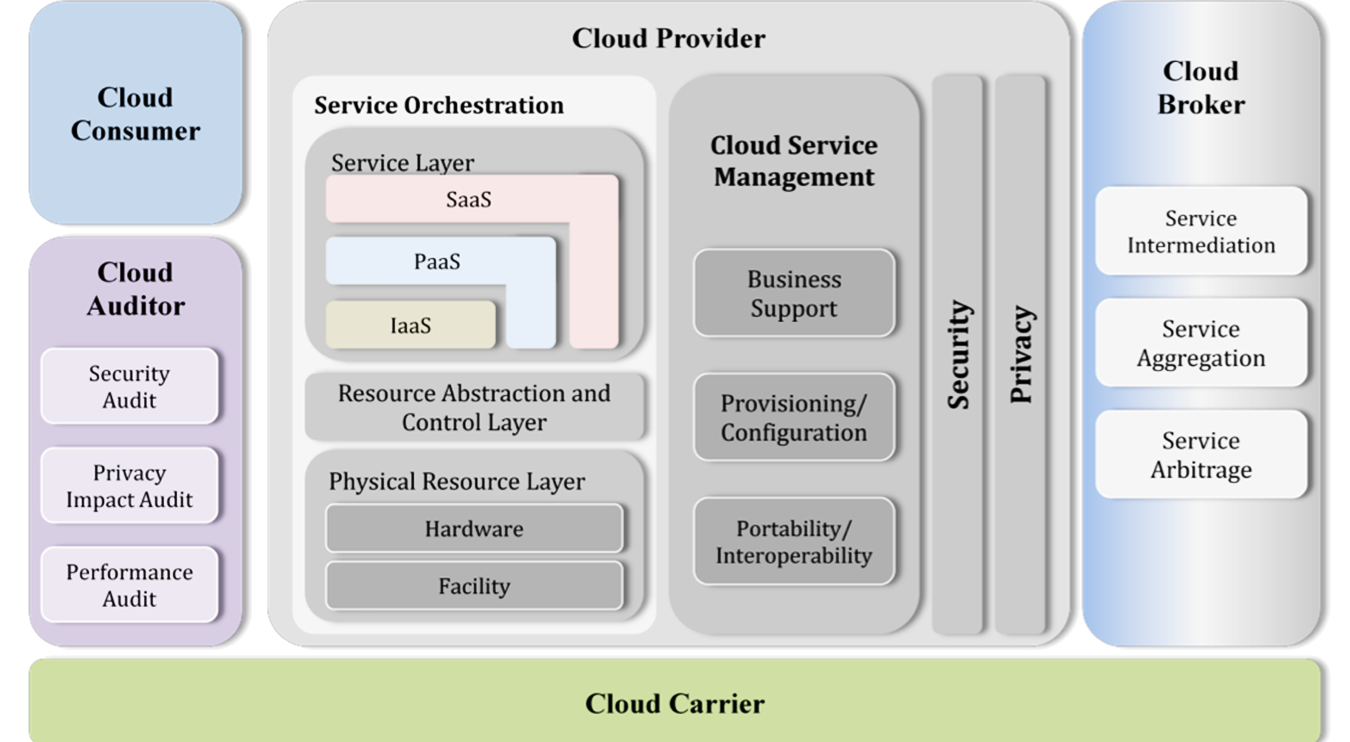 Cloud
Consumer
Cloud
Auditor
Security
Audit
Privacy
Impact Audit
Performance
Audit
Cloud Provider
Service Orchestration
Service Layer
SaaS
PaaS
IaaS
Resource Abstraction and
Control Layer
Physical Resource Layer
Hardware
Facility
Cloud Service
Management
Business
Support
Provisioning/
Configuration
Portability/
Interoperability
Security
Privacy
Cloud
Broker
Service
Intermediation
Service
Aggregation
Service
Arbitrage
Cloud Carrier